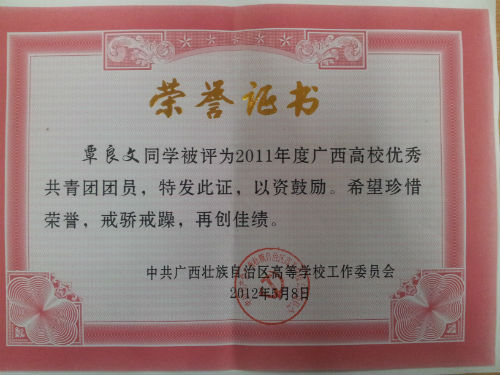 荣誉证书
覃良文同学被评为2011年度广西高校优秀
共青团团员，特发此证，以资鼓励。希望珍惜
荣誉，戒骄戒躁，再创佳绩。
中共广西壮族自治区高等学校工作委员会
2012年5月8日